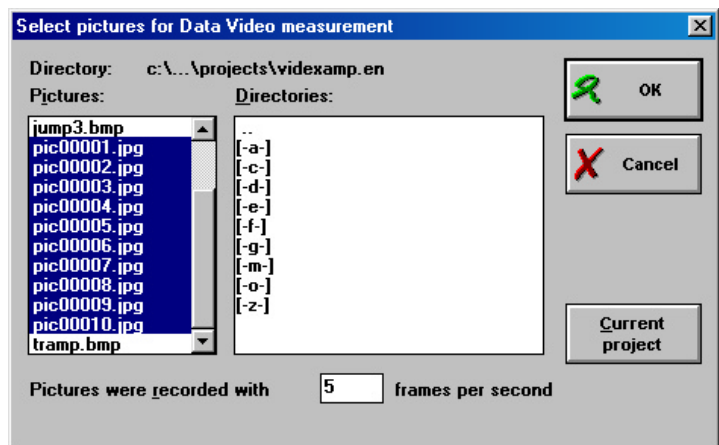 Select pictures for Data Video measurement
Directory: c:\...\projects\videxamp.en
Pictures: Directories:
jump3.bmp
pic00001.jpg
pic00002.jpg
pic00003.jpg
pic00004.jpg
pic00005.jpg
pic00006.jpg
pic00007.jpg
pic00008.jpg
pic00009.jpg
pic00010.jpg
tramp.bmp
..
[-a-]
[-c-]
[-d-]
[-e-]
[-f-]
[-g-]
[-m-]
[-o-]
[-z-]
OK
Cancel
Current
project
Pictures were recorded with 5 frames per second